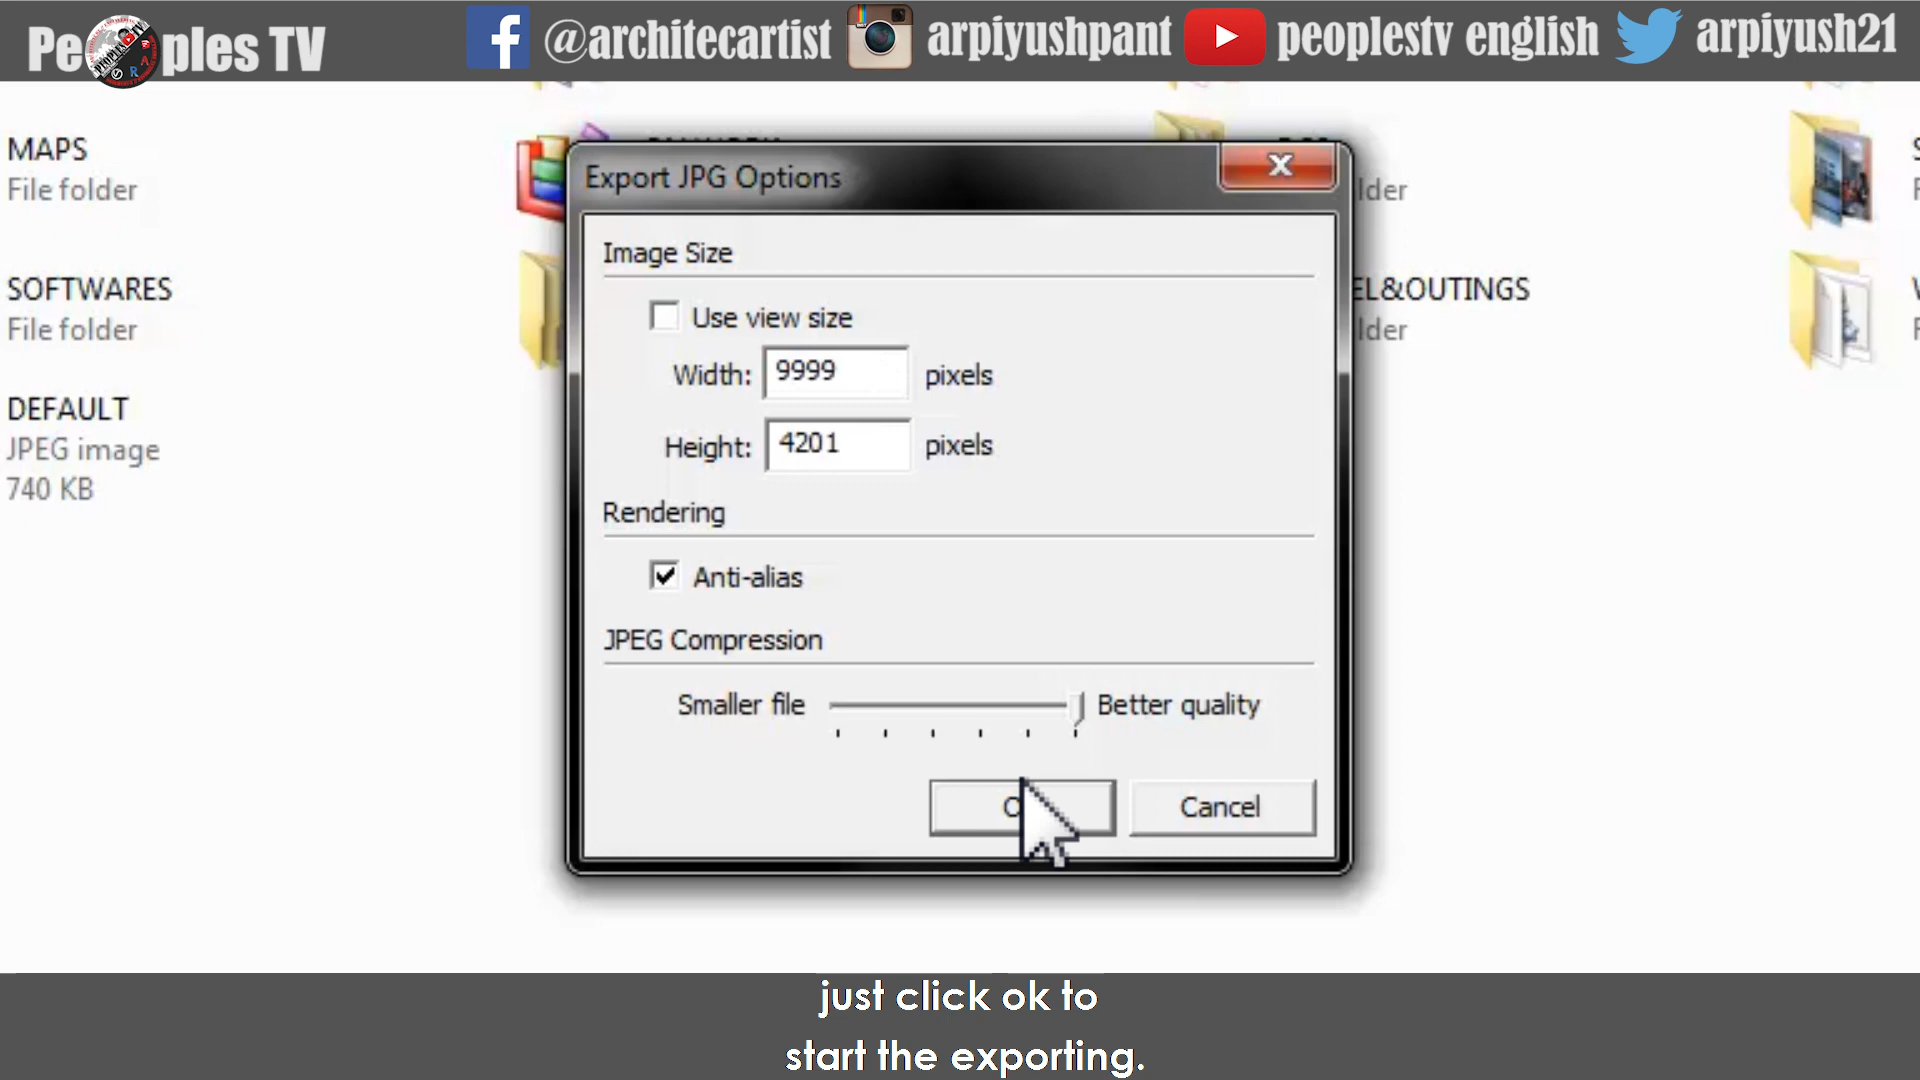 Peoples TV
@architecartist
arpiyushpant
peoplestv english
arpiyush21
MAPS
File folder
SOFTWARES
File folder
DEFAULT
JPEG image
740 KB
EL&OUTINGS
Export JPG Options
Image Size
Use view size
Width: 9999 pixels
Height: 4201 pixels
Rendering
Anti-alias
JPEG Compression
Smaller file
Better quality
Cancel
just click ok to
start the exporting.